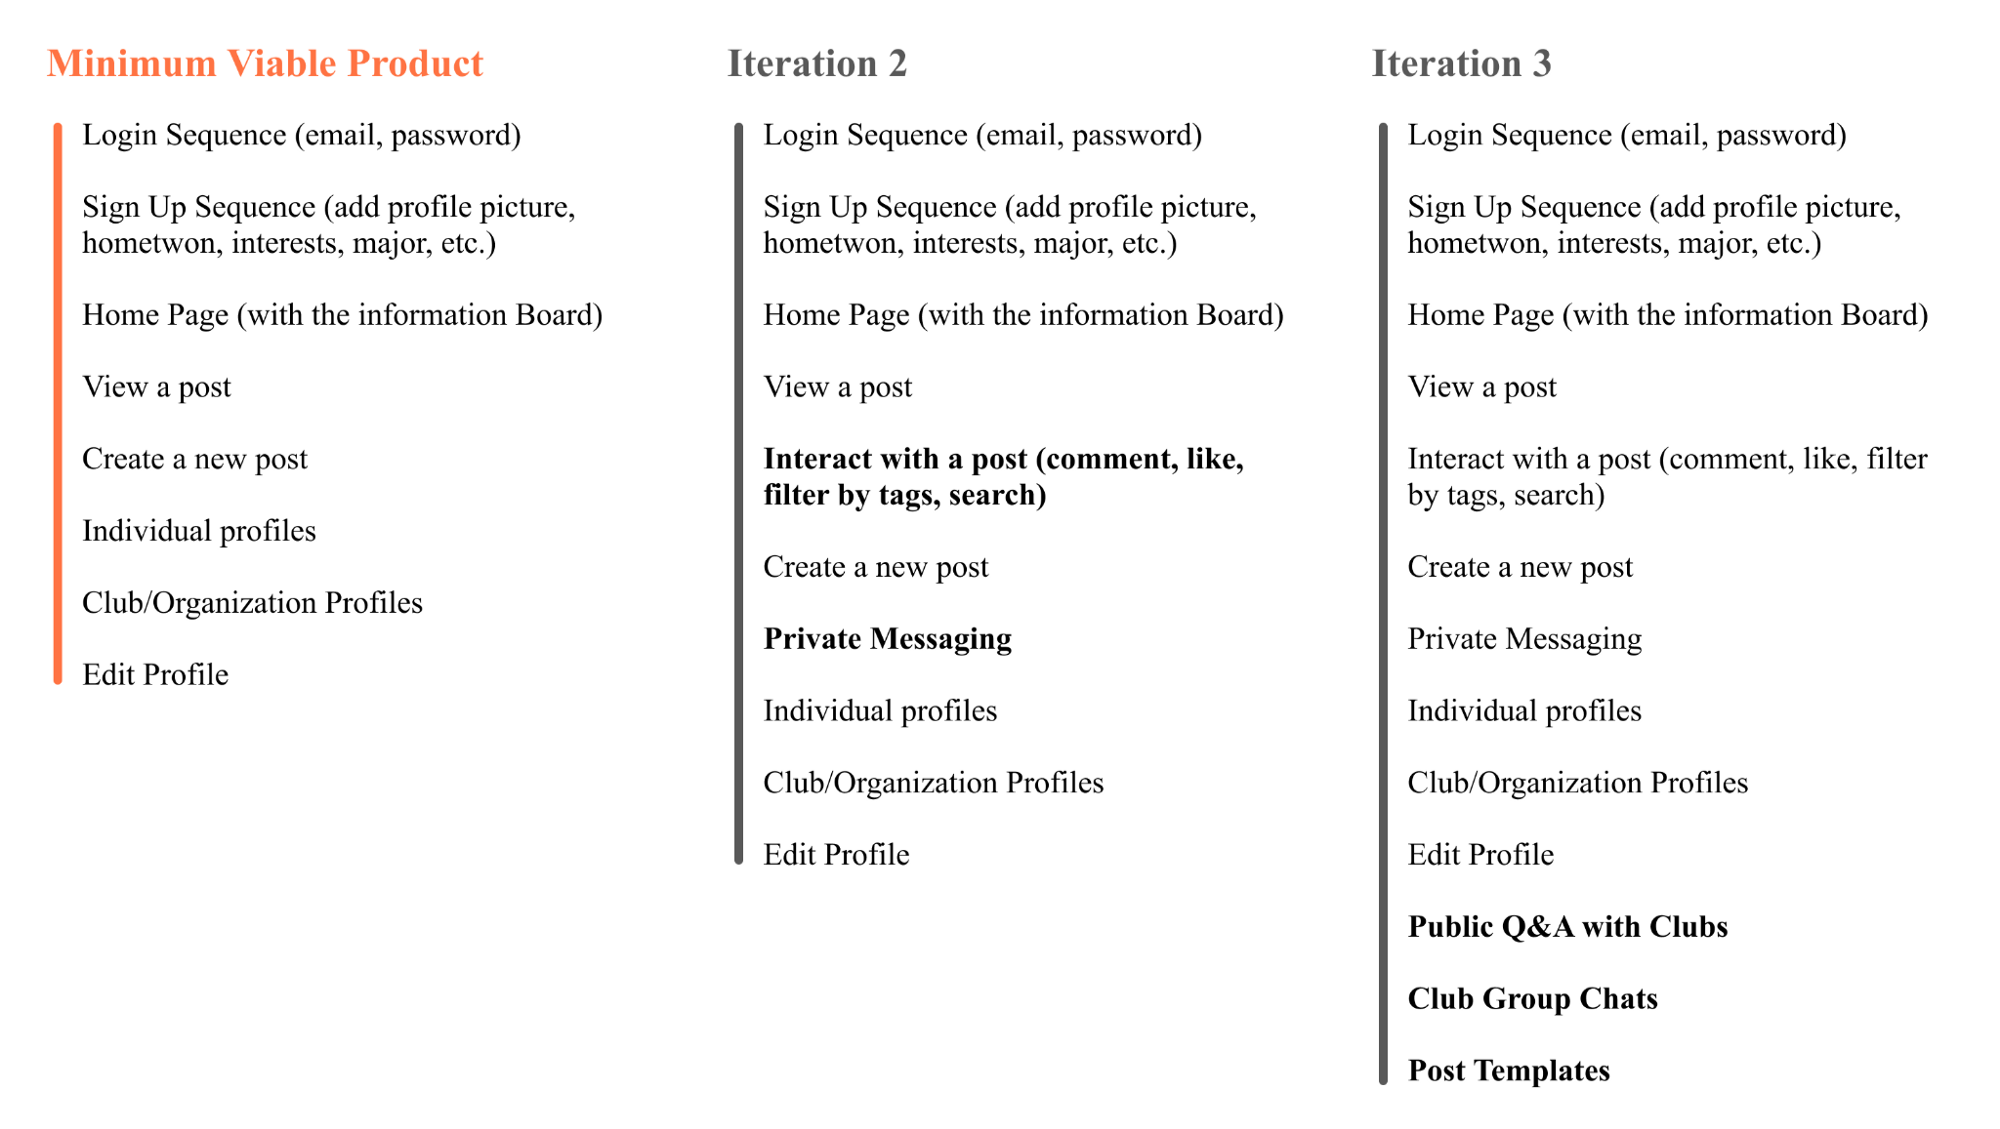 Minimum Viable Product
Login Sequence (email, password)
Sign Up Sequence (add profile picture,
hometwon, interests, major, etc.)
Home Page (with the information Board)
View a post
Create a new post
Individual profiles
Club/Organization Profiles
Edit Profile
Iteration 2
Login Sequence (email, password)
Sign Up Sequence (add profile picture,
hometwon, interests, major, etc.)
Home Page (with the information Board)
View a post
Interact with a post (comment, like,
filter by tags, search)
Create a new post
Private Messaging
Individual profiles
Club/Organization Profiles
Edit Profile
Iteration 3
Login Sequence (email, password)
Sign Up Sequence (add profile picture,
hometwon, interests, major, etc.)
Home Page (with the information Board)
View a post
Interact with a post (comment, like, filter
by tags, search)
Create a new post
Private Messaging
Individual profiles
Club/Organization Profiles
Edit Profile
Public Q&A with Clubs
Club Group Chats
Post Templates